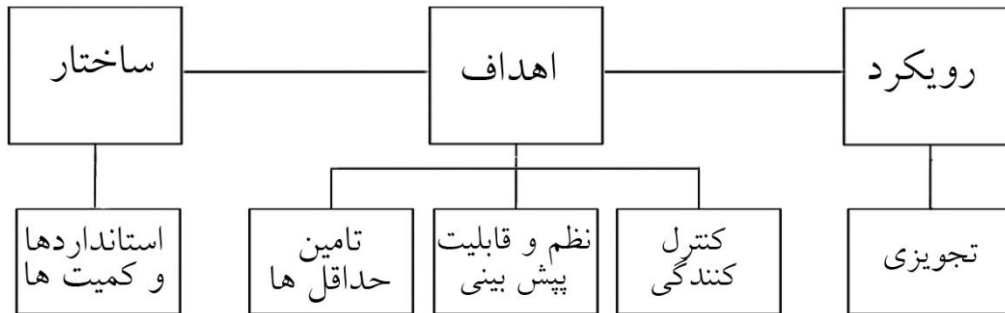 رویکرد
اهداف
ساختار
تجویزی
کنترل
کنندگی
نظم و قابلیت
پیش بینی
تامین
حداقل ها
استانداردها
و کمیت ها